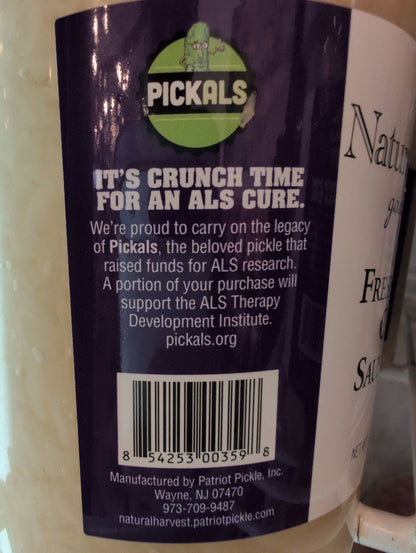 PICKALS
IT'S CRUNCH TIME
FOR AN ALS CURE.
We're proud to carry on the legacy
of Pickals, the beloved pickle that
raised funds for ALS research.
A portion of your purchase will
support the ALS Therapy
Development Institute.
pickals.org
8 54253 00359 8
Manufactured by Patriot Pickle, Inc.
Wayne, NJ 07470
973-709-9487
naturalharvest.patriotpickle.com